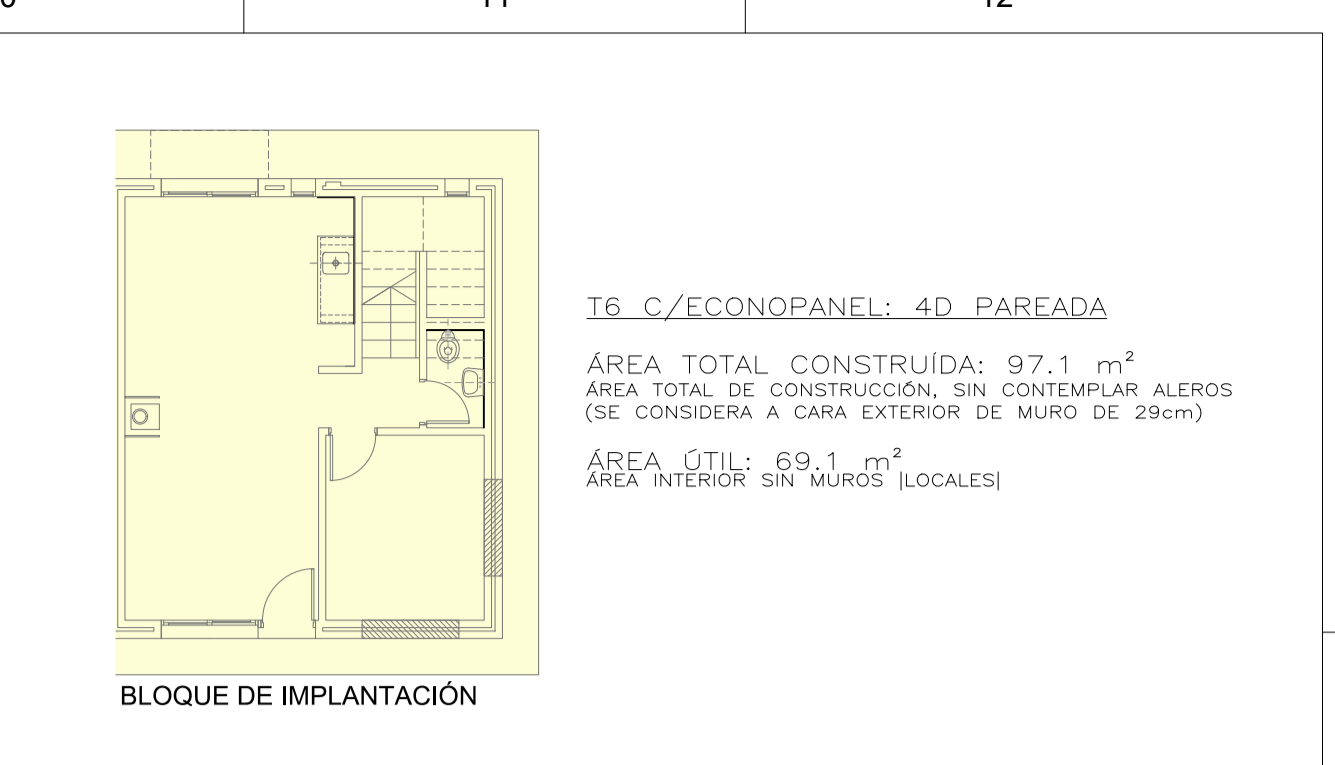 11
12
T6 C/ECONOPANEL: 4D PAREADA
ÁREA TOTAL CONSTRUÍDA: 97.1 m²
ÁREA TOTAL DE CONSTRUCCIÓN, SIN CONTEMPLAR ALEROS
(SE CONSIDERA A CARA EXTERIOR DE MURO DE 29cm)
ÁREA ÚTIL: 69.1 m²
ÁREA INTERIOR SIN MUROS |LOCALES|
BLOQUE DE IMPLANTACIÓN